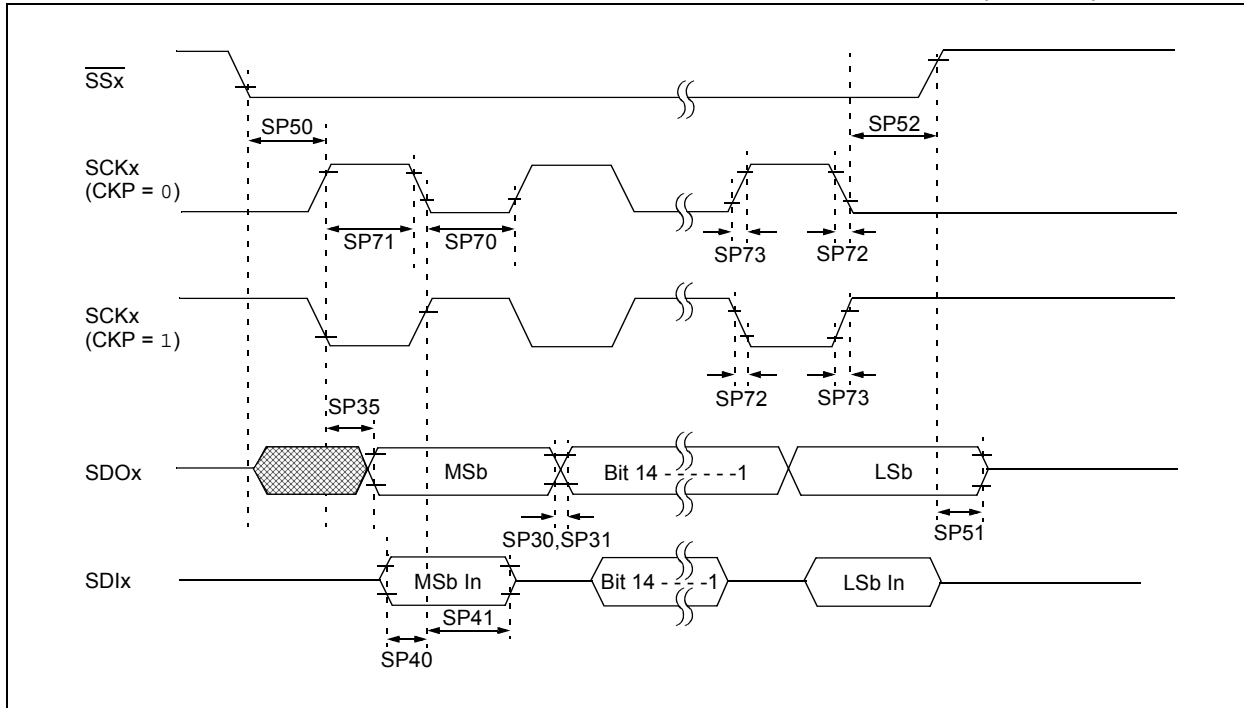 SSx
SP50
SP52
SCKx
(CKP = 0)
SP71
SP70
SP73
SP72
SCKx
(CKP = 1)
SP72
SP73
SP35
SDOx
MSb
Bit 14 - - - - - -1
LSb
SP30,SP31
SP51
SDIx
MSb In
Bit 14 - - - -1
LSb In
SP41
SP40